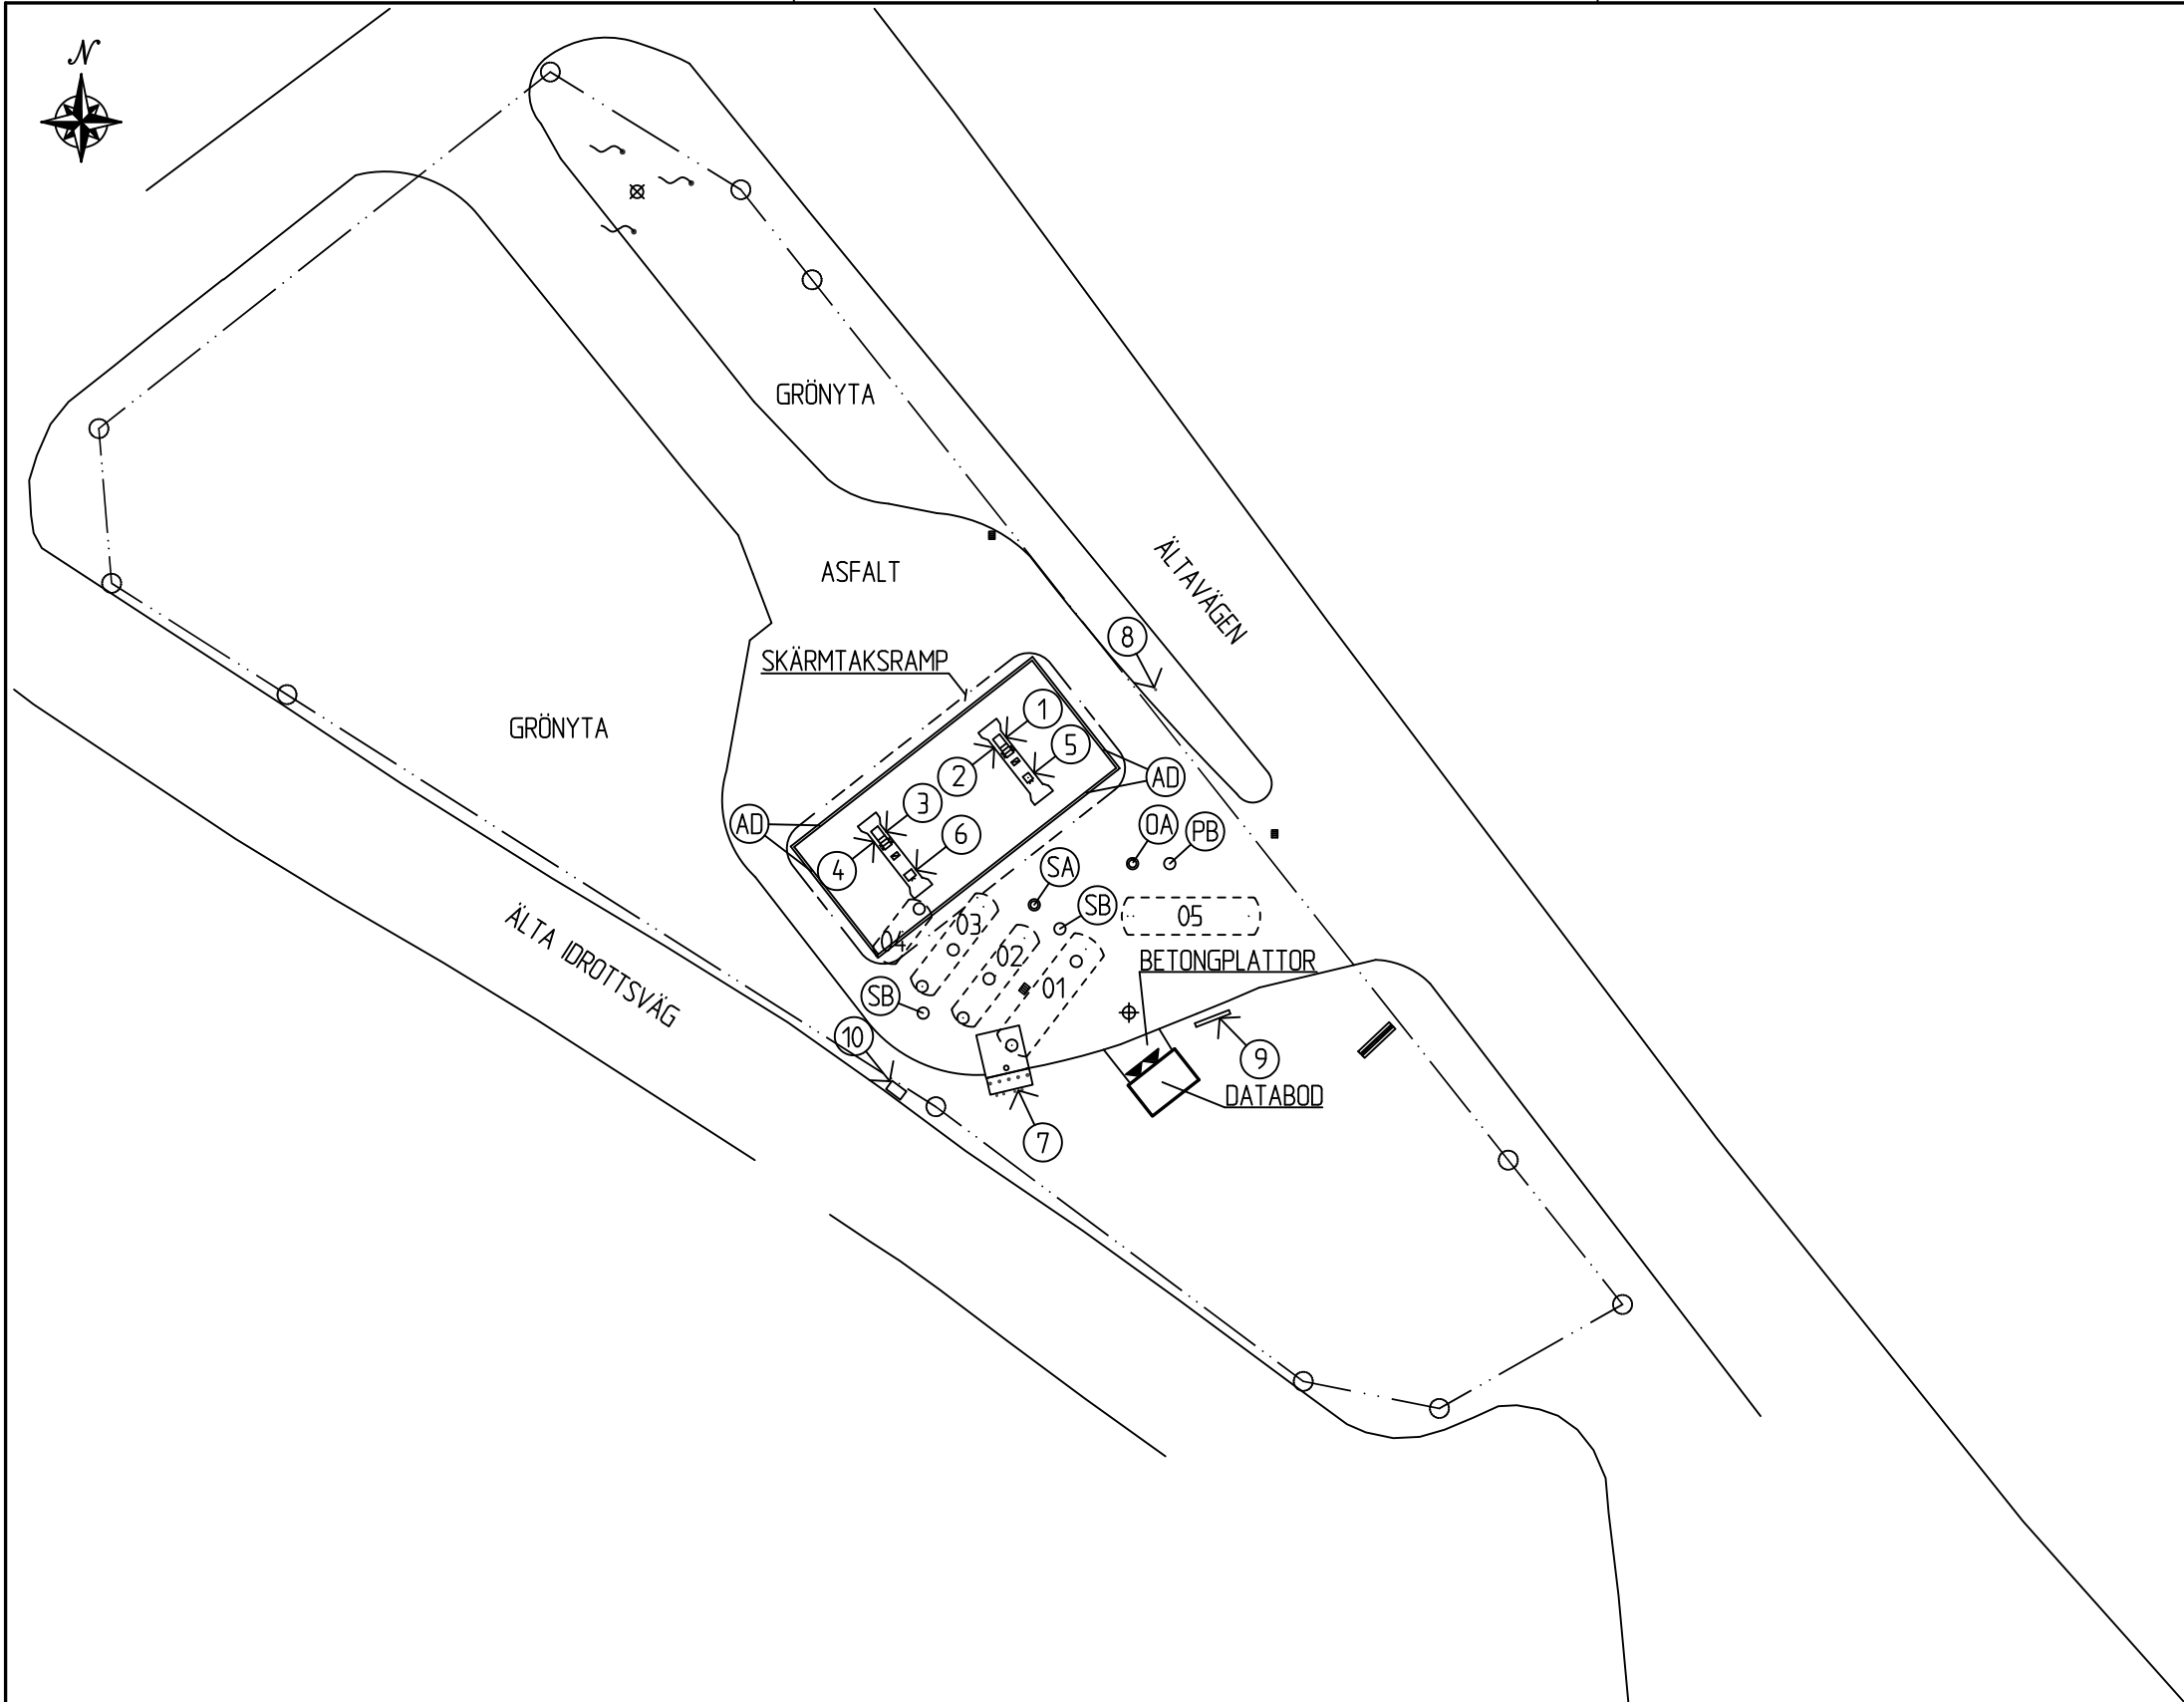 N
GRÖNYTA
ASFALT
ÄLTAVÄGEN
8
SKÄRMTAKSRAMP
1
GRÖNYTA
5
2
AD
3
AD
6
OA
PB
4
SA
SB
03
05
04
02
BETONGPLATTOR
ÄLTA IDROTTSVÄG
01
SB
10
9
DATABOD
7